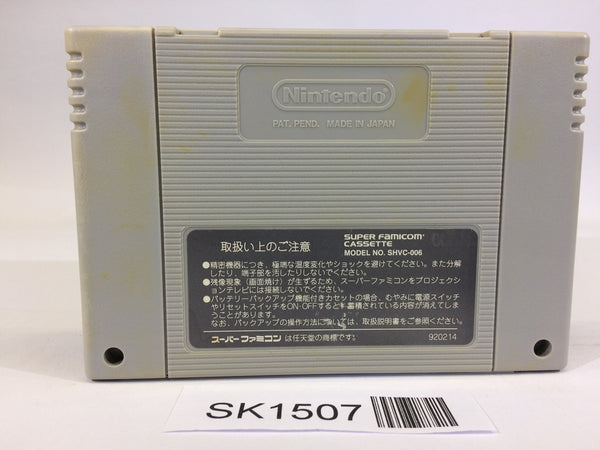 Nintendo
PAT. PEND. MADE IN JAPAN
取扱い上のご注意
SUPER FAMICOM
CASSETTE
MODEL NO. SHVC-006
●精密機器につき、極端な温度変化やショックを避けてください。また分解
したり、端子部を汚したりしないでください。
●残像現象(画面焼け)が生ずるため、スーパーファミコンをプロジェクシ
ョンテレビには接続しないでください。
●バッテリーバックアップ機能付きカセットの場合、むやみに電源スイッチ
やリセットスイッチをON・OFFすると蓄積されている内容が消えてしま
うことがあります。
なお、バックアップの操作方法については、取扱説明書をご参照ください。
スーパーファミコンは任天堂の商標です。
920214
SK1507